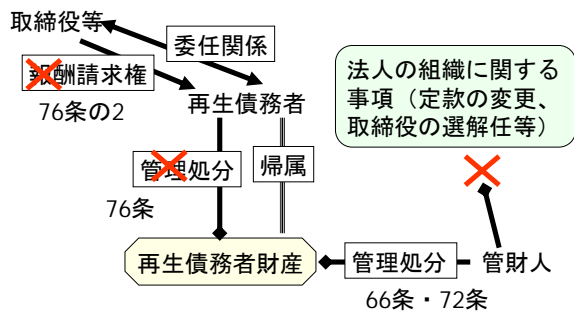 取締役等
委任関係
報酬請求権
76条の2
再生債務者
法人の組織に関する
事項（定款の変更、
取締役の選解任等）
管理処分
帰属
76条
再生債務者財産
管理処分
管財人
66条・72条